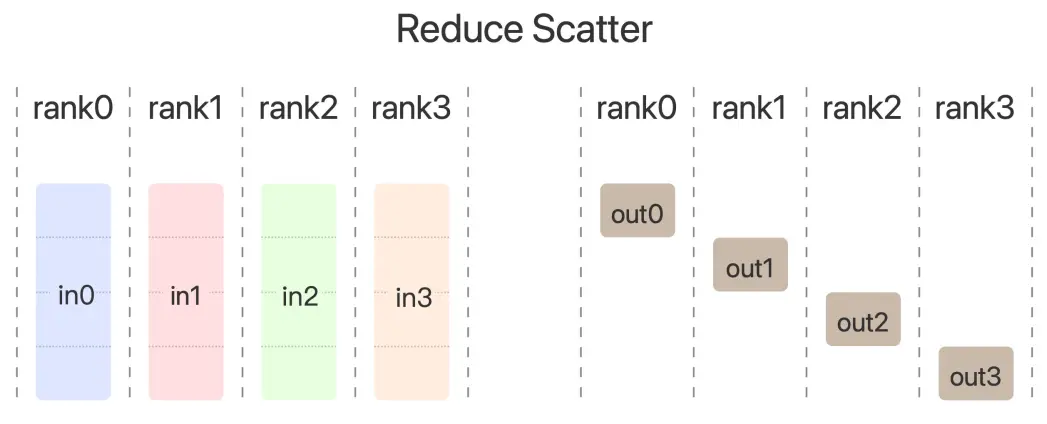 Reduce Scatter
rank0 rank1 rank2 rank3 rank0 rank1 rank2 rank3
out0
out1
in0 in1 in2 in3
out2
out3